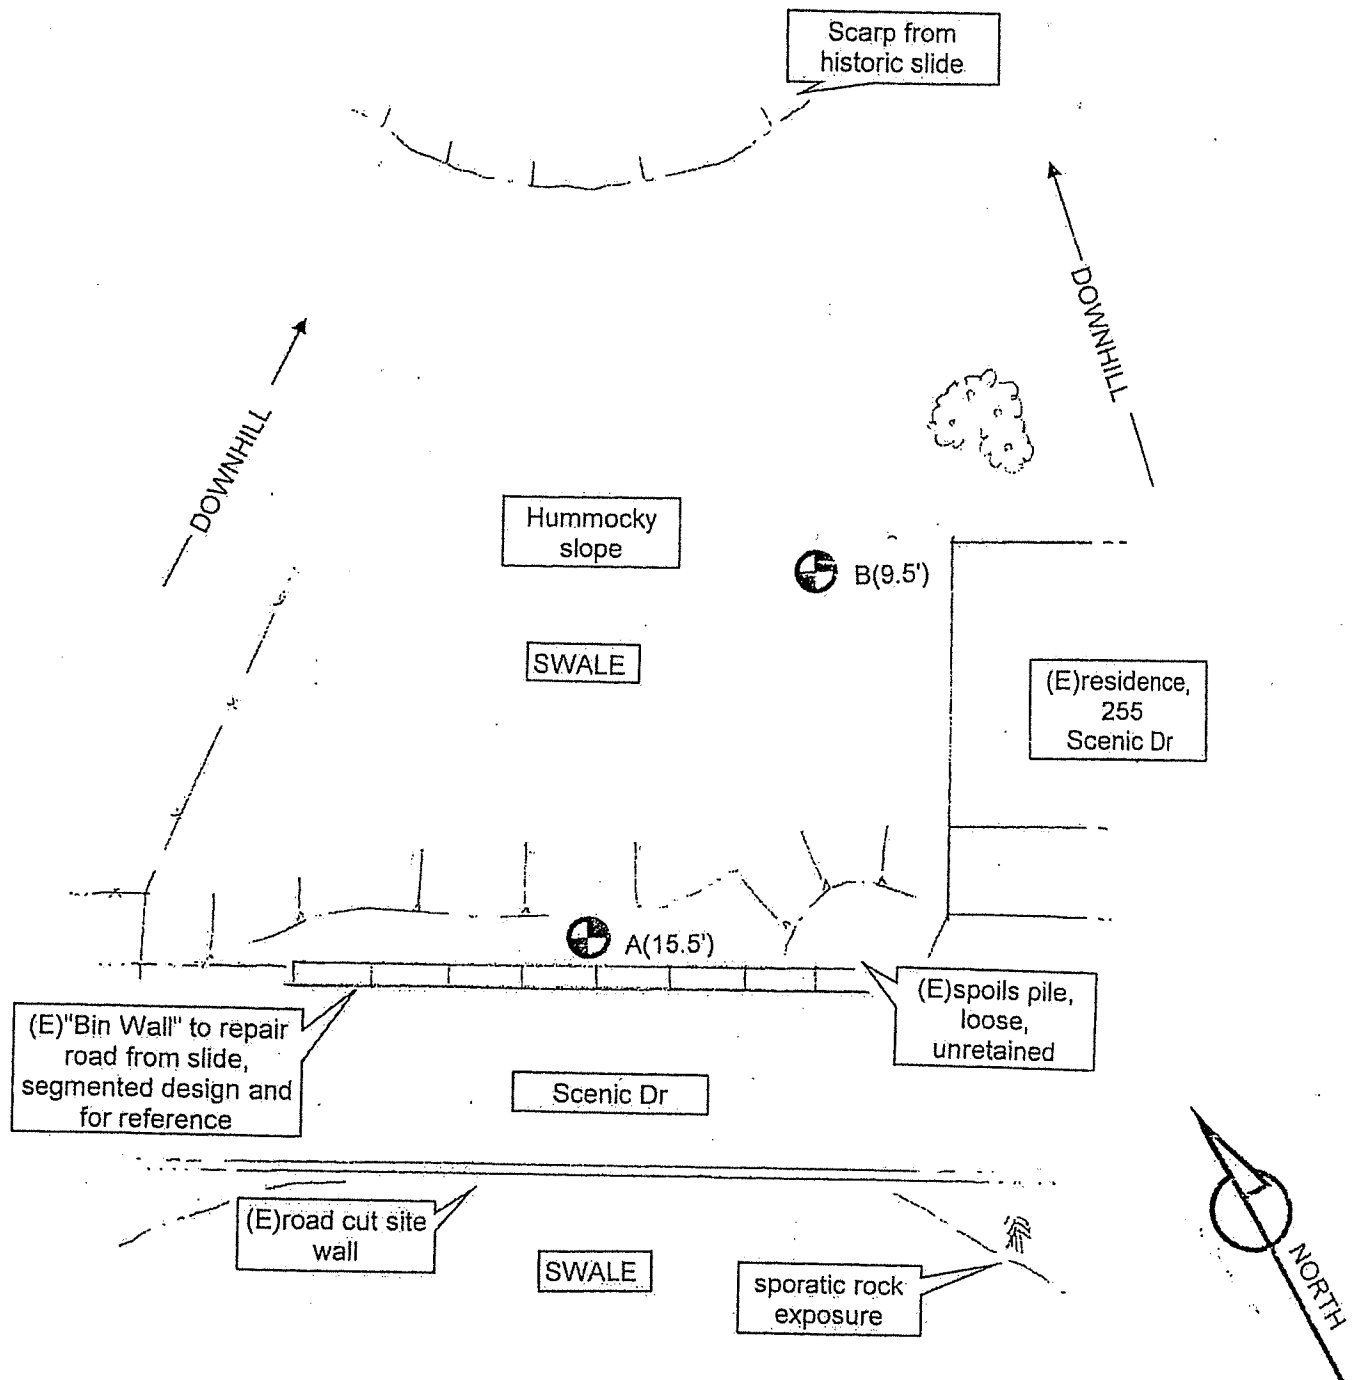 Scarp from
historic slide
DOWNHILL
DOWNHILL
Hummocky
slope
B(9.5')
SWALE
(E)residence,
255
Scenic Dr
A(15.5')
(E)"Bin Wall" to repair
road from slide,
segmented design and
for reference
(E)spoils pile,
loose,
unretained
Scenic Dr
(E)road cut site
wall
SWALE
sporatic rock
exposure
NORTH